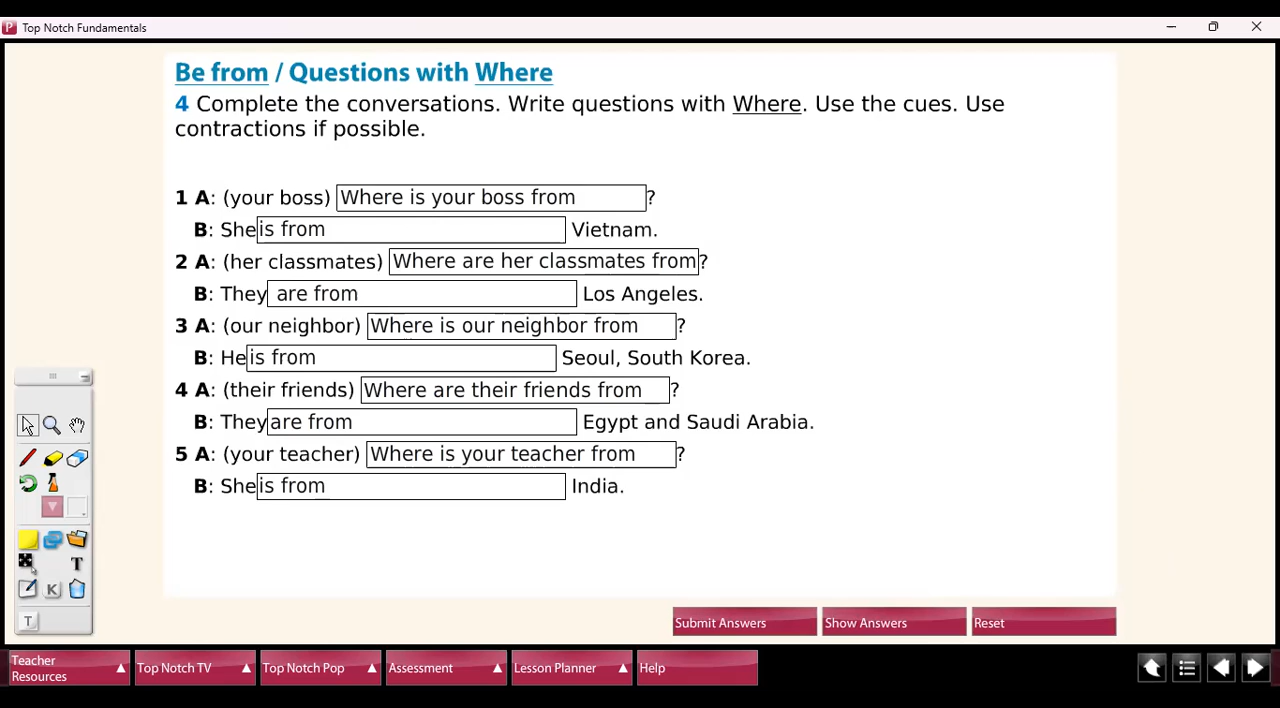 Top Notch Fundamentals
Be from / Questions with Where
4 Complete the conversations. Write questions with Where. Use the cues. Use
contractions if possible.
1 A: (your boss) Where is your boss from ?
B: She is from Vietnam.
2 A: (her classmates) Where are her classmates from ?
B: They are from Los Angeles.
3 A: (our neighbor) Where is our neighbor from ?
B: He is from Seoul, South Korea.
4 A: (their friends) Where are their friends from ?
B: They are from Egypt and Saudi Arabia.
5 A: (your teacher) Where is your teacher from ?
B: She is from India.
T
K
T
Submit Answers Show Answers Reset
Teacher
Resources Top Notch TV Top Notch Pop Assessment Lesson Planner Help